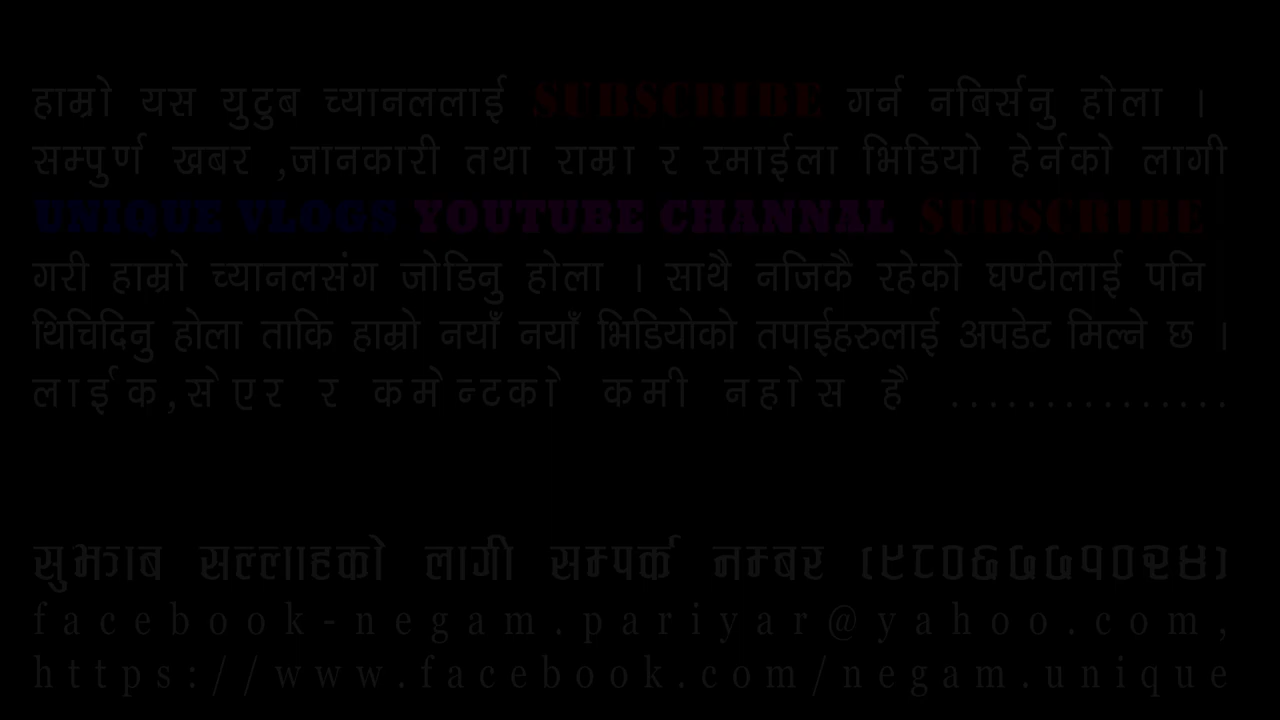 हाम्रो यस युटुब च्यानललाई SUBSCRIBE गर्न नबिर्सनु होला ।
सम्पुर्ण खबर ,जानकारी तथा राम्रा र रमाईला भिडियो हेर्नको लागी
UNIQUE VLOGS YOUTUBE CHANNAL SUBSCRIBE
गरी हाम्रो च्यानलसंग जोडिनु होला । साथै नजिकै रहेको घण्टीलाई पनि
थिचिदिनु होला ताकि हाम्रो नयाँ नयाँ भिडियोको तपाईहरुलाई अपडेट मिल्ने छ ।
लाईक,सेएर र कमेन्टको कमी नहोस है ...............
सुझाब सल्लाहको लागी सम्पर्क नम्बर (९८०६७७१०२४)
facebook-negam.pariyar@yahoo.com,
https://www.facebook.com/negam.unique